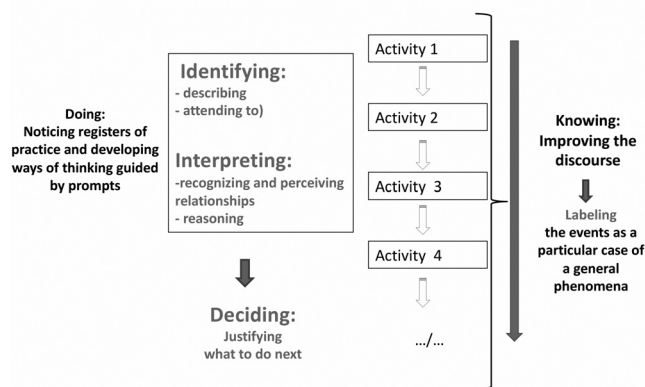 Doing:
Noticing registers of
practice and developing
ways of thinking guided
by prompts
Identifying:
- describing
- attending to)
Interpreting:
-recognizing and perceiving
relationships
- reasoning
Deciding:
Justifying
what to do next
Activity 1
Activity 2
Activity 3
Activity 4
.../...
Knowing:
Improving the
discourse
Labeling
the events as a
particular case of
a general
phenomena